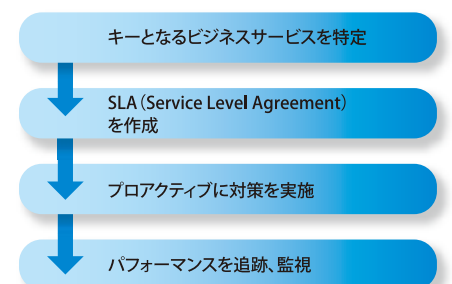 キーとなるビジネスサービスを特定
SLA（Service Level Agreement）
を作成
プロアクティブに対策を実施
パフォーマンスを追跡、監視